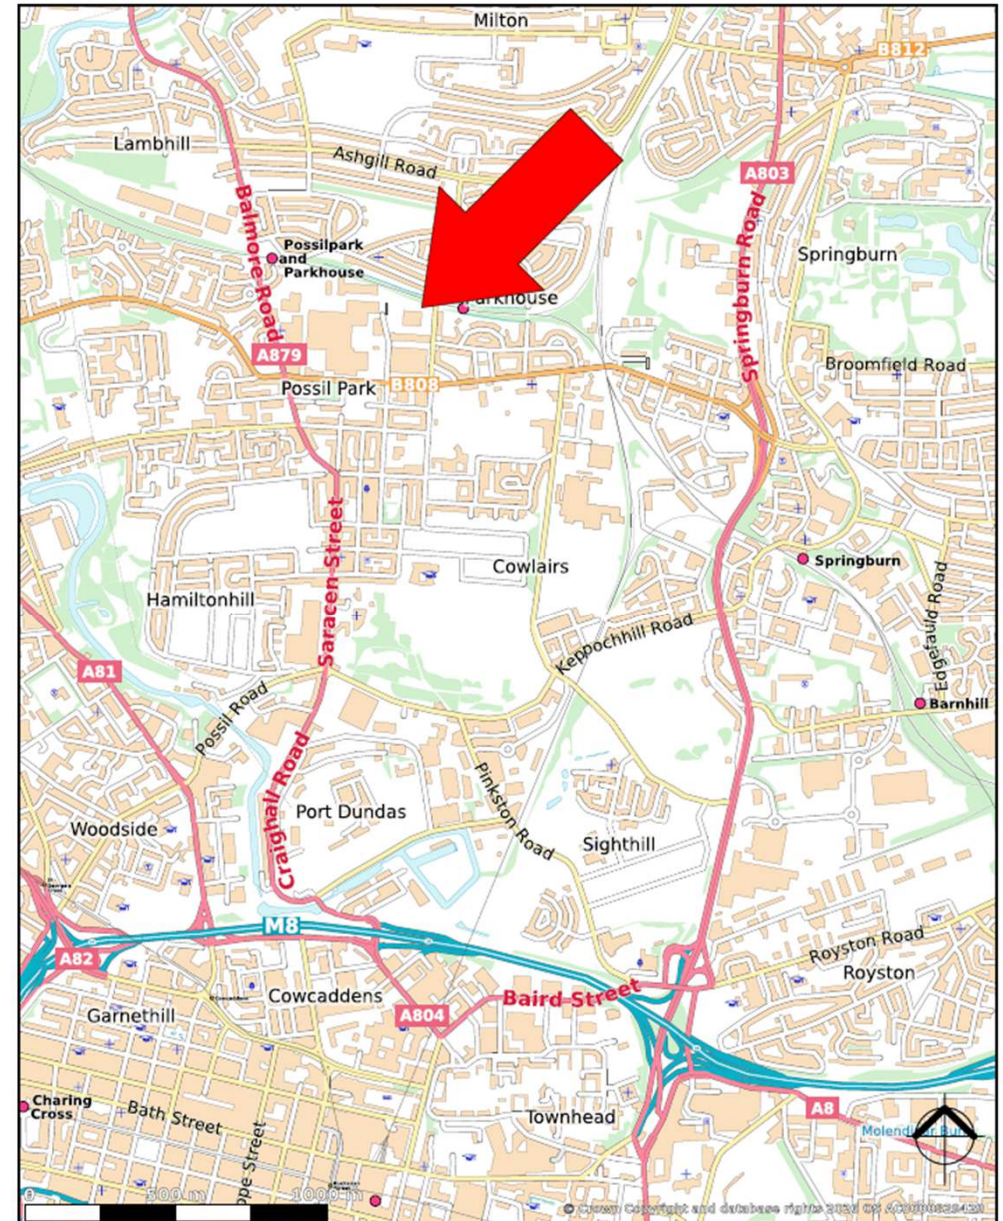 Milton
B812
Lambhill
Ashgill Road
A803
Balmore Road
Possilpark
and
Parkhouse
Springburn Road
Springburn
arkhouse
A879
Possil Park
B808
Broomfield Road
Saracen Street
Cowlairs
Springburn
Hamiltonhill
Keppochhill Road
Edgefauld Road
A81
Possil Road
Barnhill
Craighall Road
Pinkston Road
Port Dundas
Woodside
Sighthill
M8
A82
Royston Road
Royston
Cowcaddens
Baird Street
Garnethill
A804
Charing
Cross
Bath Street
Townhead
A8
ope Street
0
500 m
1000 m